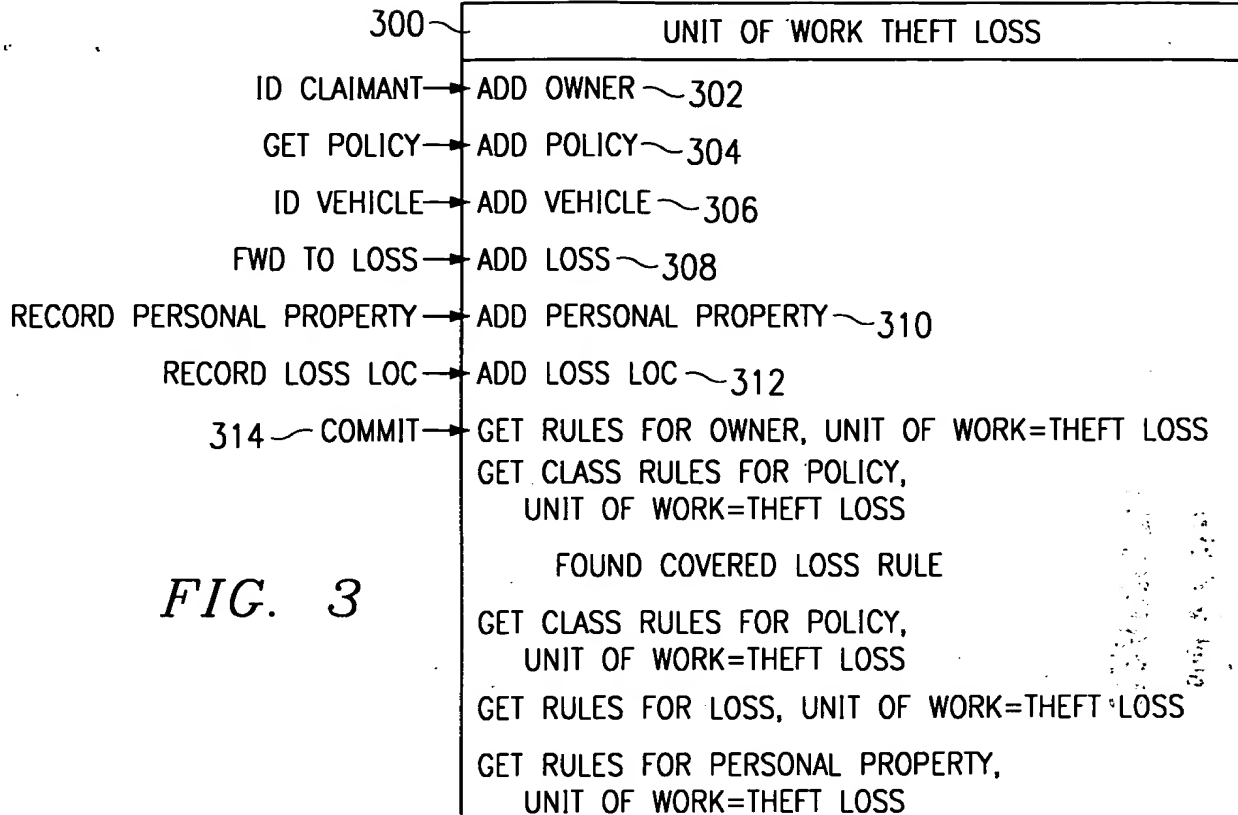 300 UNIT OF WORK THEFT LOSS
ID CLAIMANT ADD OWNER 302
GET POLICY ADD POLICY 304
ID VEHICLE ADD VEHICLE 306
FWD TO LOSS ADD LOSS 308
RECORD PERSONAL PROPERTY ADD PERSONAL PROPERTY 310
RECORD LOSS LOC ADD LOSS LOC 312
314 COMMIT GET RULES FOR OWNER, UNIT OF WORK=THEFT LOSS
GET CLASS RULES FOR POLICY,
UNIT OF WORK=THEFT LOSS
FOUND COVERED LOSS RULE
FIG. 3
GET CLASS RULES FOR POLICY,
UNIT OF WORK=THEFT LOSS
GET RULES FOR LOSS, UNIT OF WORK=THEFT LOSS
GET RULES FOR PERSONAL PROPERTY,
UNIT OF WORK=THEFT LOSS